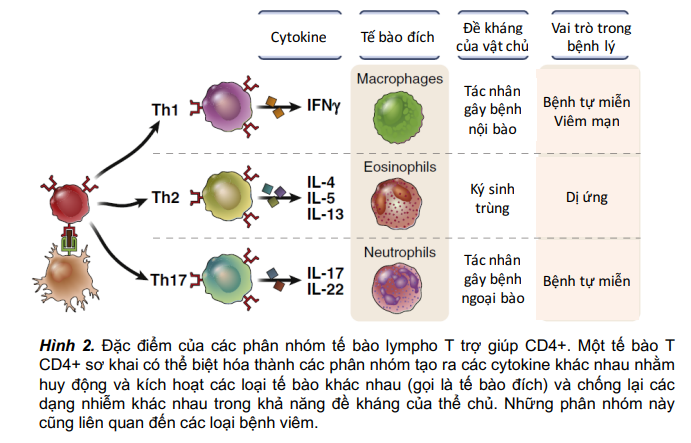 Cytokine
Tế bào đích
Đề kháng
của vật chủ
Vai trò trong
bệnh lý
Th1
IFNγ
Macrophages
Tác nhân
gây bệnh
nội bào
Bệnh tự miễn
Viêm mạn
Th2
IL-4
IL-5
IL-13
Eosinophils
Ký sinh
trùng
Dị ứng
Th17
IL-17
IL-22
Neutrophils
Tác nhân
gây bệnh
ngoại bào
Bệnh tự miễn
Hình 2. Đặc điểm của các phân nhóm tế bào lympho T trợ giúp CD4+. Một tế bào T
CD4+ sơ khai có thể biệt hóa thành các phân nhóm tạo ra các cytokine khác nhau nhằm
huy động và kích hoạt các loại tế bào khác nhau (gọi là tế bào đích) và chống lại các
dạng nhiễm khác nhau trong khả năng đề kháng của thể chủ. Những phân nhóm này
cũng liên quan đến các loại bệnh viêm.